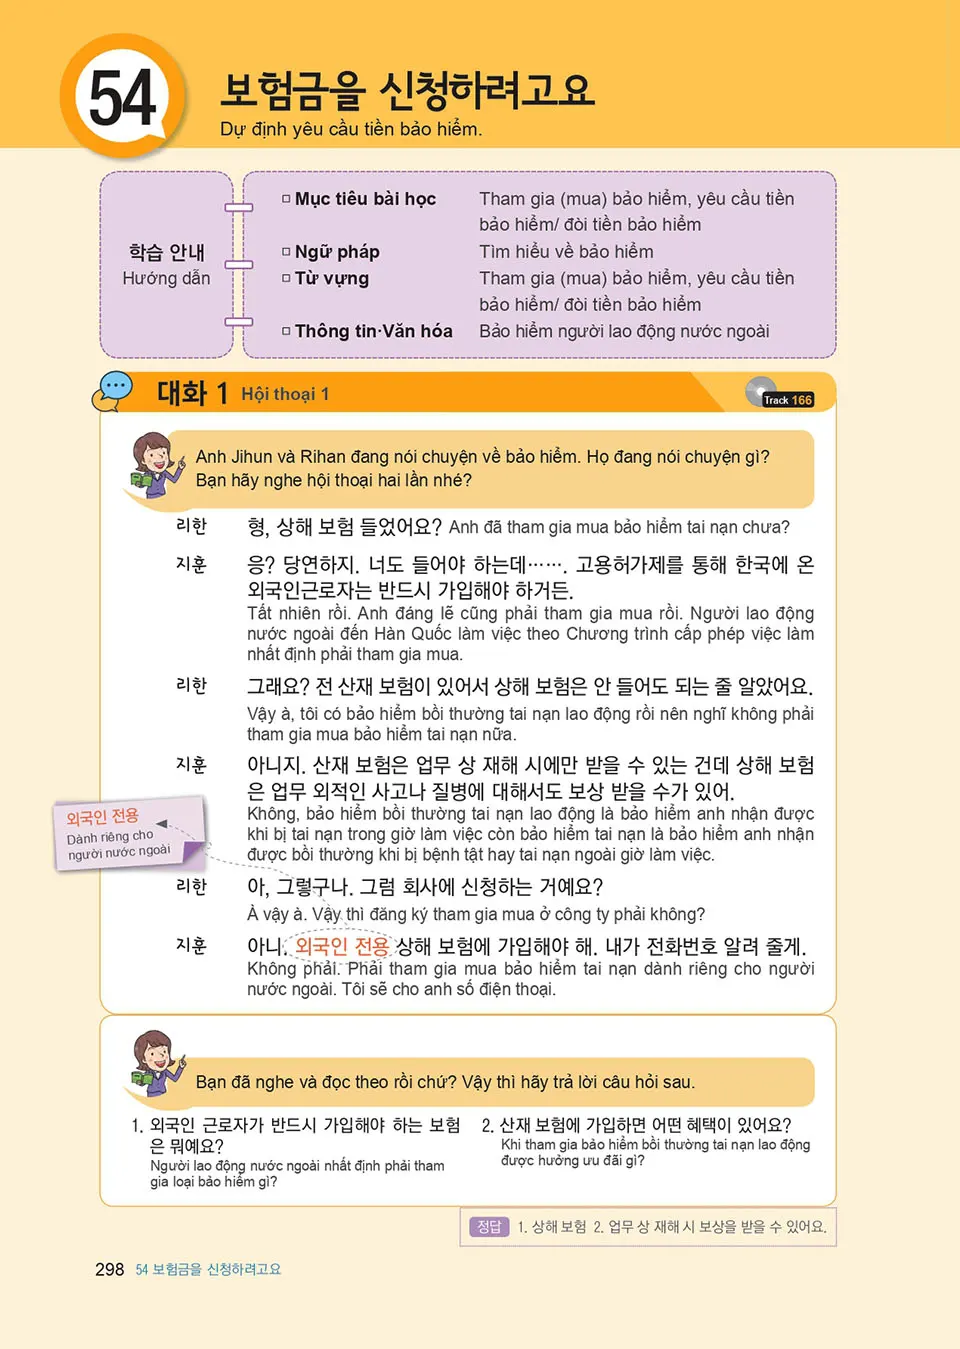 54
보험금을 신청하려고요
Dự định yêu cầu tiền bảo hiểm.
학습 안내
Hướng dẫn
□ Mục tiêu bài học Tham gia (mua) bảo hiểm, yêu cầu tiền
bảo hiểm/ đòi tiền bảo hiểm
□ Ngữ pháp Tìm hiểu về bảo hiểm
□ Từ vựng Tham gia (mua) bảo hiểm, yêu cầu tiền
bảo hiểm/ đòi tiền bảo hiểm
□ Thông tin·Văn hóa Bảo hiểm người lao động nước ngoài
대화 1 Hội thoại 1
Track 166
Anh Jihun và Rihan đang nói chuyện về bảo hiểm. Họ đang nói chuyện gì?
Bạn hãy nghe hội thoại hai lần nhé?
리한 형, 상해 보험 들었어요? Anh đã tham gia mua bảo hiểm tai nạn chưa?
지훈 응? 당연하지. 너도 들어야 하는데……. 고용허가제를 통해 한국에 온
외국인근로자는 반드시 가입해야 하거든.
Tất nhiên rồi. Anh đáng lẽ cũng phải tham gia mua rồi. Người lao động
nước ngoài đến Hàn Quốc làm việc theo Chương trình cấp phép việc làm
nhất định phải tham gia mua.
리한 그래요? 전 산재 보험이 있어서 상해 보험은 안 들어도 되는 줄 알았어요.
Vậy à, tôi có bảo hiểm bồi thường tai nạn lao động rồi nên nghĩ không phải
tham gia mua bảo hiểm tai nạn nữa.
지훈 아니지. 산재 보험은 업무 상 재해 시에만 받을 수 있는 건데 상해 보험
은 업무 외적인 사고나 질병에 대해서도 보상 받을 수가 있어.
Không, bảo hiểm bồi thường tai nạn lao động là bảo hiểm anh nhận được
khi bị tai nạn trong giờ làm việc còn bảo hiểm tai nạn là bảo hiểm anh nhận
được bồi thường khi bị bệnh tật hay tai nạn ngoài giờ làm việc.
외국인 전용
Dành riêng cho
người nước ngoài
리한 아, 그렇구나. 그럼 회사에 신청하는 거예요?
À vậy à. Vậy thì đăng ký tham gia mua ở công ty phải không?
지훈 아니. 외국인 전용 상해 보험에 가입해야 해. 내가 전화번호 알려 줄게.
Không phải. Phải tham gia mua bảo hiểm tai nạn dành riêng cho người
nước ngoài. Tôi sẽ cho anh số điện thoại.
Bạn đã nghe và đọc theo rồi chứ? Vậy thì hãy trả lời câu hỏi sau.
1. 외국인 근로자가 반드시 가입해야 하는 보험
은 뭐예요?
Người lao động nước ngoài nhất định phải tham
gia loại bảo hiểm gì?
2. 산재 보험에 가입하면 어떤 혜택이 있어요?
Khi tham gia bảo hiểm bồi thường tai nạn lao động
được hưởng ưu đãi gì?
정답 1. 상해 보험 2. 업무 상 재해 시 보상을 받을 수 있어요.
298 54 보험금을 신청하려고요